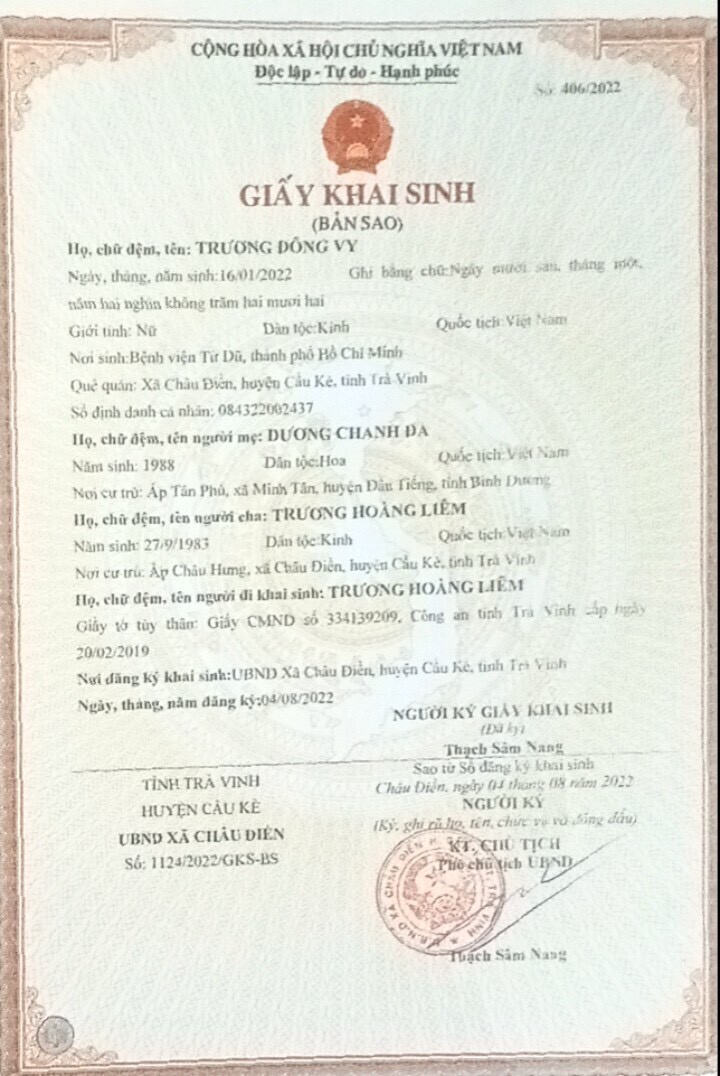 CỘNG HÒA XÃ HỘI CHỦ NGHĨA VIỆT NAM
Độc lập - Tự do - Hạnh phúc
Số: 406/2022
GIẤY KHAI SINH
(BẢN SAO)
Họ, chữ đệm, tên: TRƯƠNG ĐÔNG VY
Ngày, tháng, năm sinh:16/01/2022 Ghi bằng chữ:Ngày mười sáu, tháng một,
năm hai nghìn không trăm hai mươi hai
Giới tính: Nữ Dân tộc:Kinh Quốc tịch:Việt Nam
Nơi sinh:Bệnh viện Từ Dũ, thành phố Hồ Chí Minh
Quê quán: Xã Châu Điền, huyện Cầu Kè, tỉnh Trà Vinh
Số định danh cá nhân: 084322002437
Họ, chữ đệm, tên người mẹ: DƯƠNG CHANH ĐA
Năm sinh: 1988 Dân tộc:Hoa Quốc tịch:Việt Nam
Nơi cư trú: Ấp Tân Phú, xã Minh Tân, huyện Dầu Tiếng, tỉnh Bình Dương
Họ, chữ đệm, tên người cha: TRƯƠNG HOÀNG LIÊM
Năm sinh: 27/9/1983 Dân tộc:Kinh Quốc tịch:Việt Nam
Nơi cư trú: Ấp Châu Hưng, xã Châu Điền, huyện Cầu Kè, tỉnh Trà Vinh
Họ, chữ đệm, tên người đi khai sinh: TRƯƠNG HOÀNG LIÊM
Giấy tờ tùy thân: Giấy CMND số 334139209, Công an tỉnh Trà Vinh cấp ngày
20/02/2019
Nơi đăng ký khai sinh:UBND Xã Châu Điền, huyện Cầu Kè, tỉnh Trà Vinh
Ngày, tháng, năm đăng ký:04/08/2022
NGƯỜI KÝ GIẤY KHAI SINH
(Đã ký)
Thạch Sâm Nang
Sao từ Sổ đăng ký khai sinh
TỈNH TRÀ VINH
HUYỆN CẦU KÈ
UBND XÃ CHÂU ĐIỀN
Số: 1124/2022/GKS-BS
Châu Điền, ngày 04 tháng 08 năm 2022
NGƯỜI KÝ
(Ký, ghi rõ họ, tên, chức vụ và đóng dấu)
KT. CHỦ TỊCH
Phó chủ tịch UBND
Thạch Sâm Nang